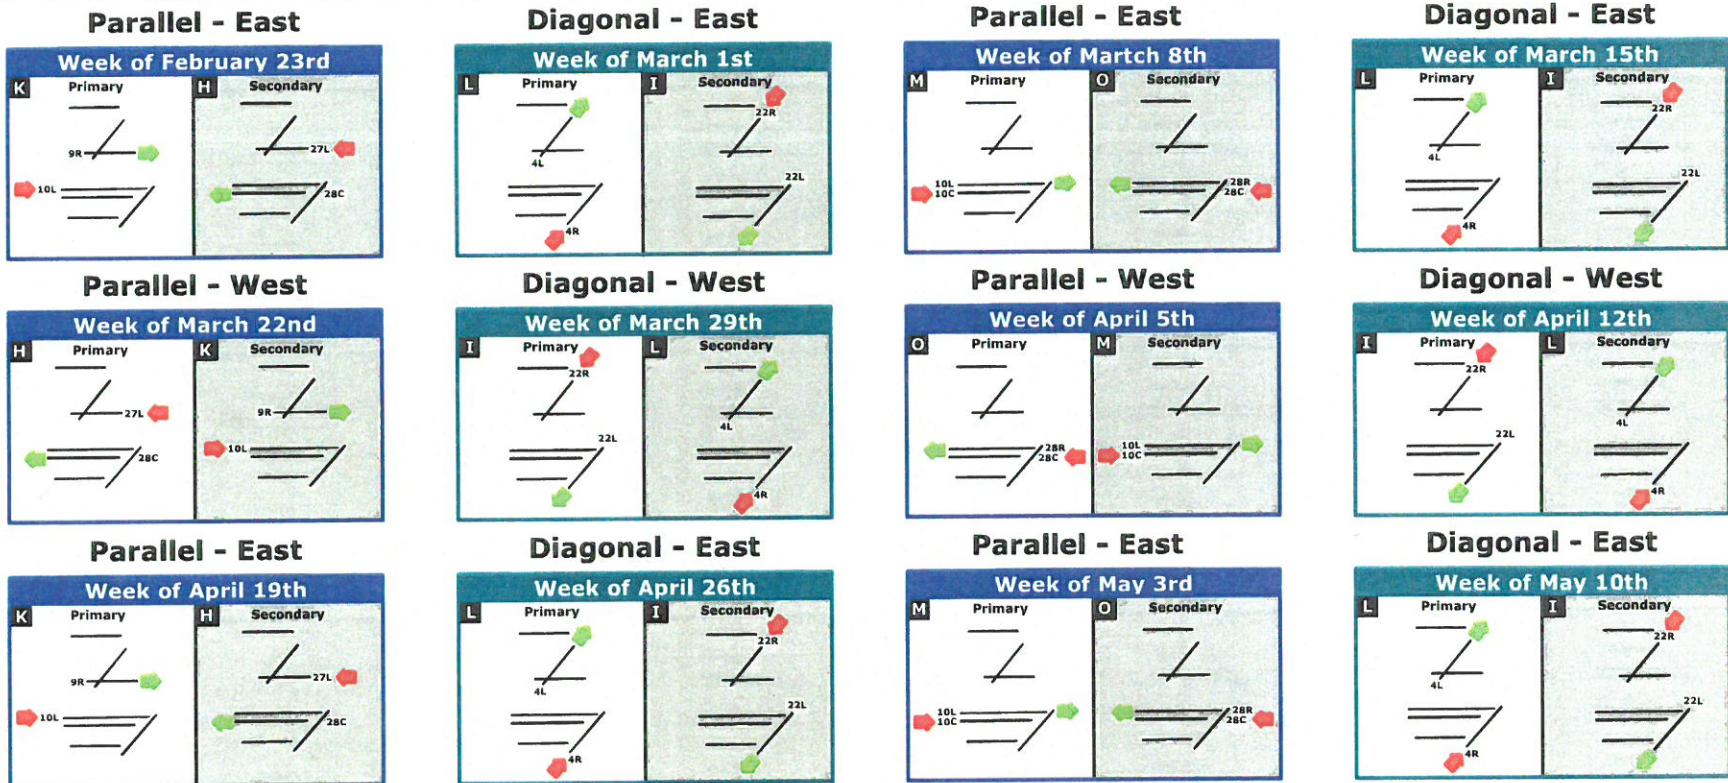 Parallel - East
Week of February 23rd
K Primary H Secondary
9R 27L
10L 28C
Diagonal - East
Week of March 1st
L Primary I Secondary
22R
4L
22L
4R
Parallel - East
Week of Martch 8th
M Primary O Secondary
10L 28R
10C 28C
Diagonal - East
Week of March 15th
L Primary I Secondary
22R
4L
22L
4R
Parallel - West
Week of March 22nd
H Primary K Secondary
27L 9R
10L
28C
Diagonal - West
Week of March 29th
I Primary L Secondary
22R
4L
22L
4R
Parallel - West
Week of April 5th
O Primary M Secondary
28R 10L
28C 10C
Diagonal - West
Week of April 12th
I Primary L Secondary
22R
4L
22L
4R
Parallel - East
Week of April 19th
K Primary H Secondary
9R 27L
10L 28C
Diagonal - East
Week of April 26th
L Primary I Secondary
22R
4L
22L
4R
Parallel - East
Week of May 3rd
M Primary O Secondary
10L 28R
10C 28C
Diagonal - East
Week of May 10th
L Primary I Secondary
22R
4L
22L
4R